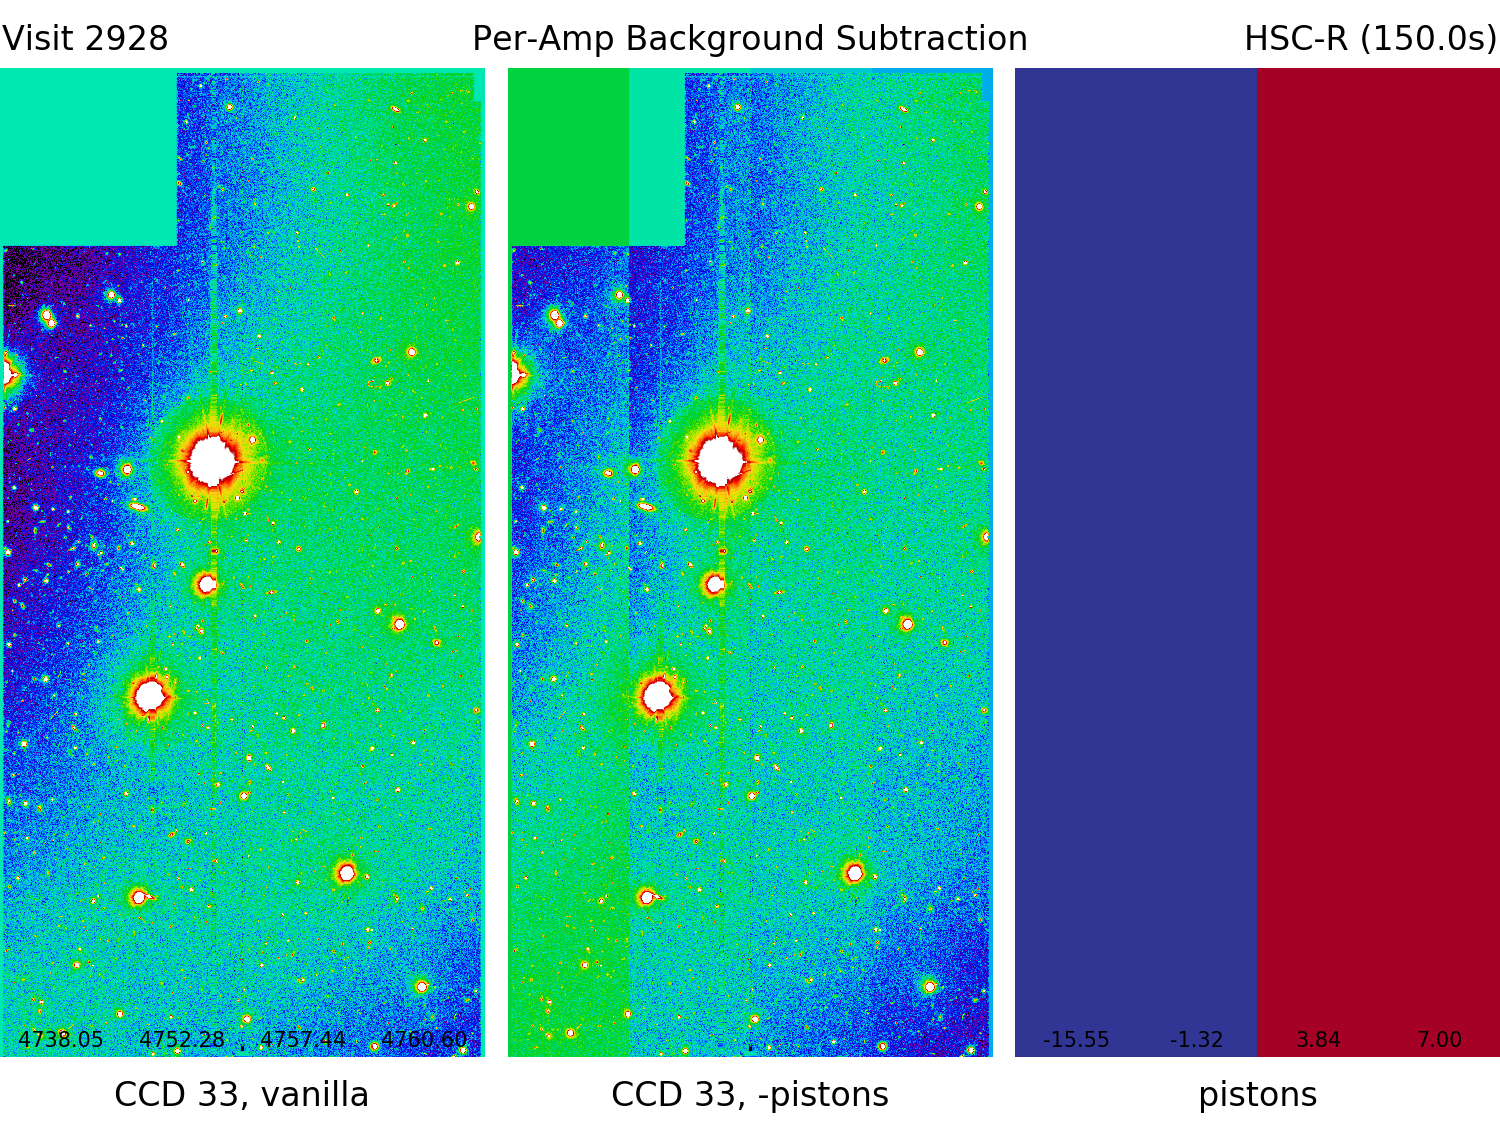 Visit 2928 Per-Amp Background Subtraction HSC-R (150.0s)
4738.05 4752.28 4757.44 4760.60 -15.55 -1.32 3.84 7.00
CCD 33, vanilla CCD 33, -pistons pistons